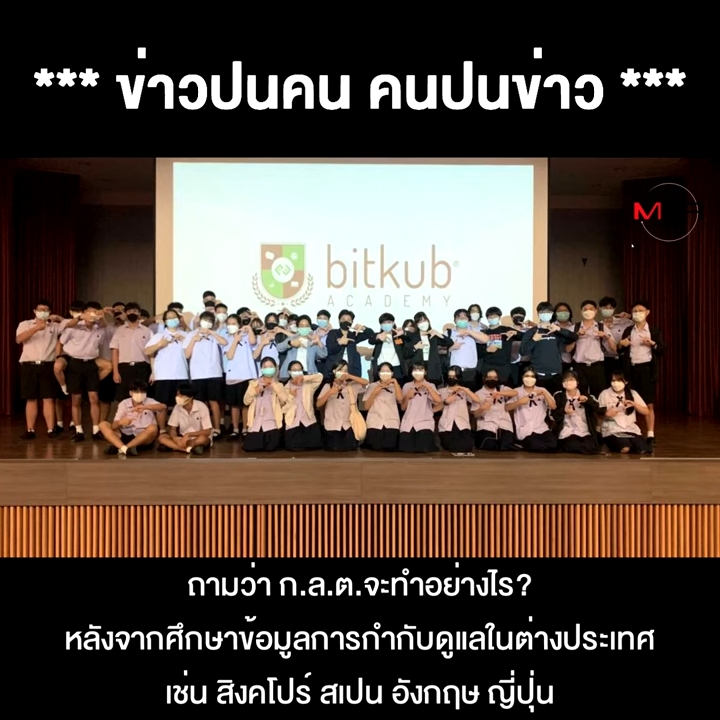 *** ข่าวปนคน คนปนข่าว ***
M
bitkub
ACADEMY
ถามว่า ก.ล.ต.จะทำอย่างไร?
หลังจากศึกษาข้อมูลการกำกับดูแลในต่างประเทศ
เช่น สิงคโปร์ สเปน อังกฤษ ญี่ปุ่น